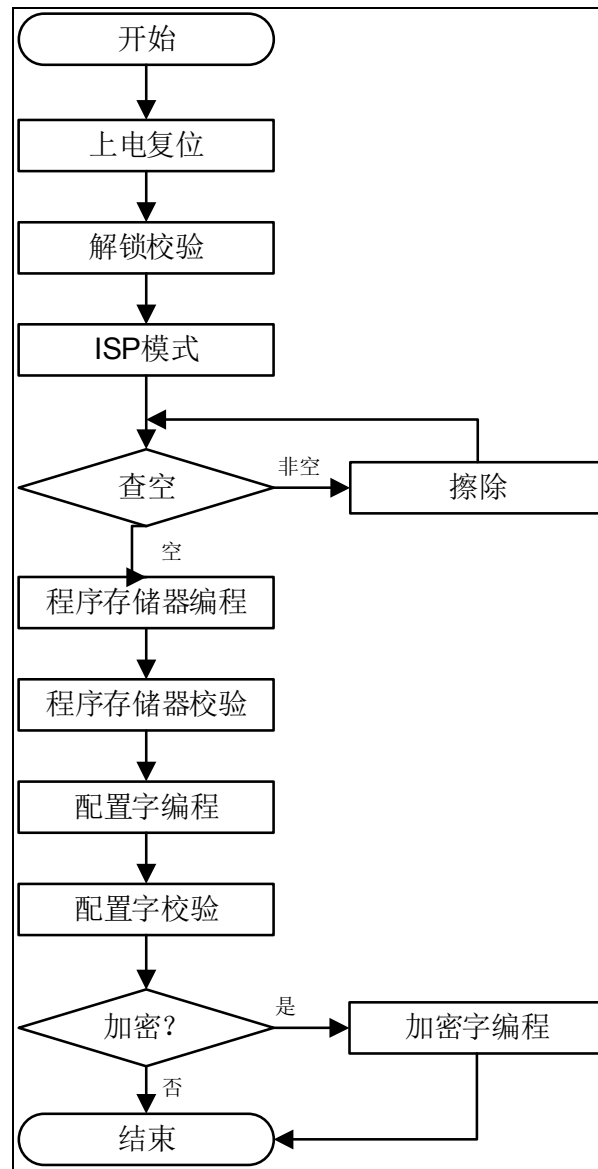 开始
上电复位
解锁校验
ISP模式
查空
非空
擦除
空
程序存储器编程
程序存储器校验
配置字编程
配置字校验
加密?
是
加密字编程
否
结束